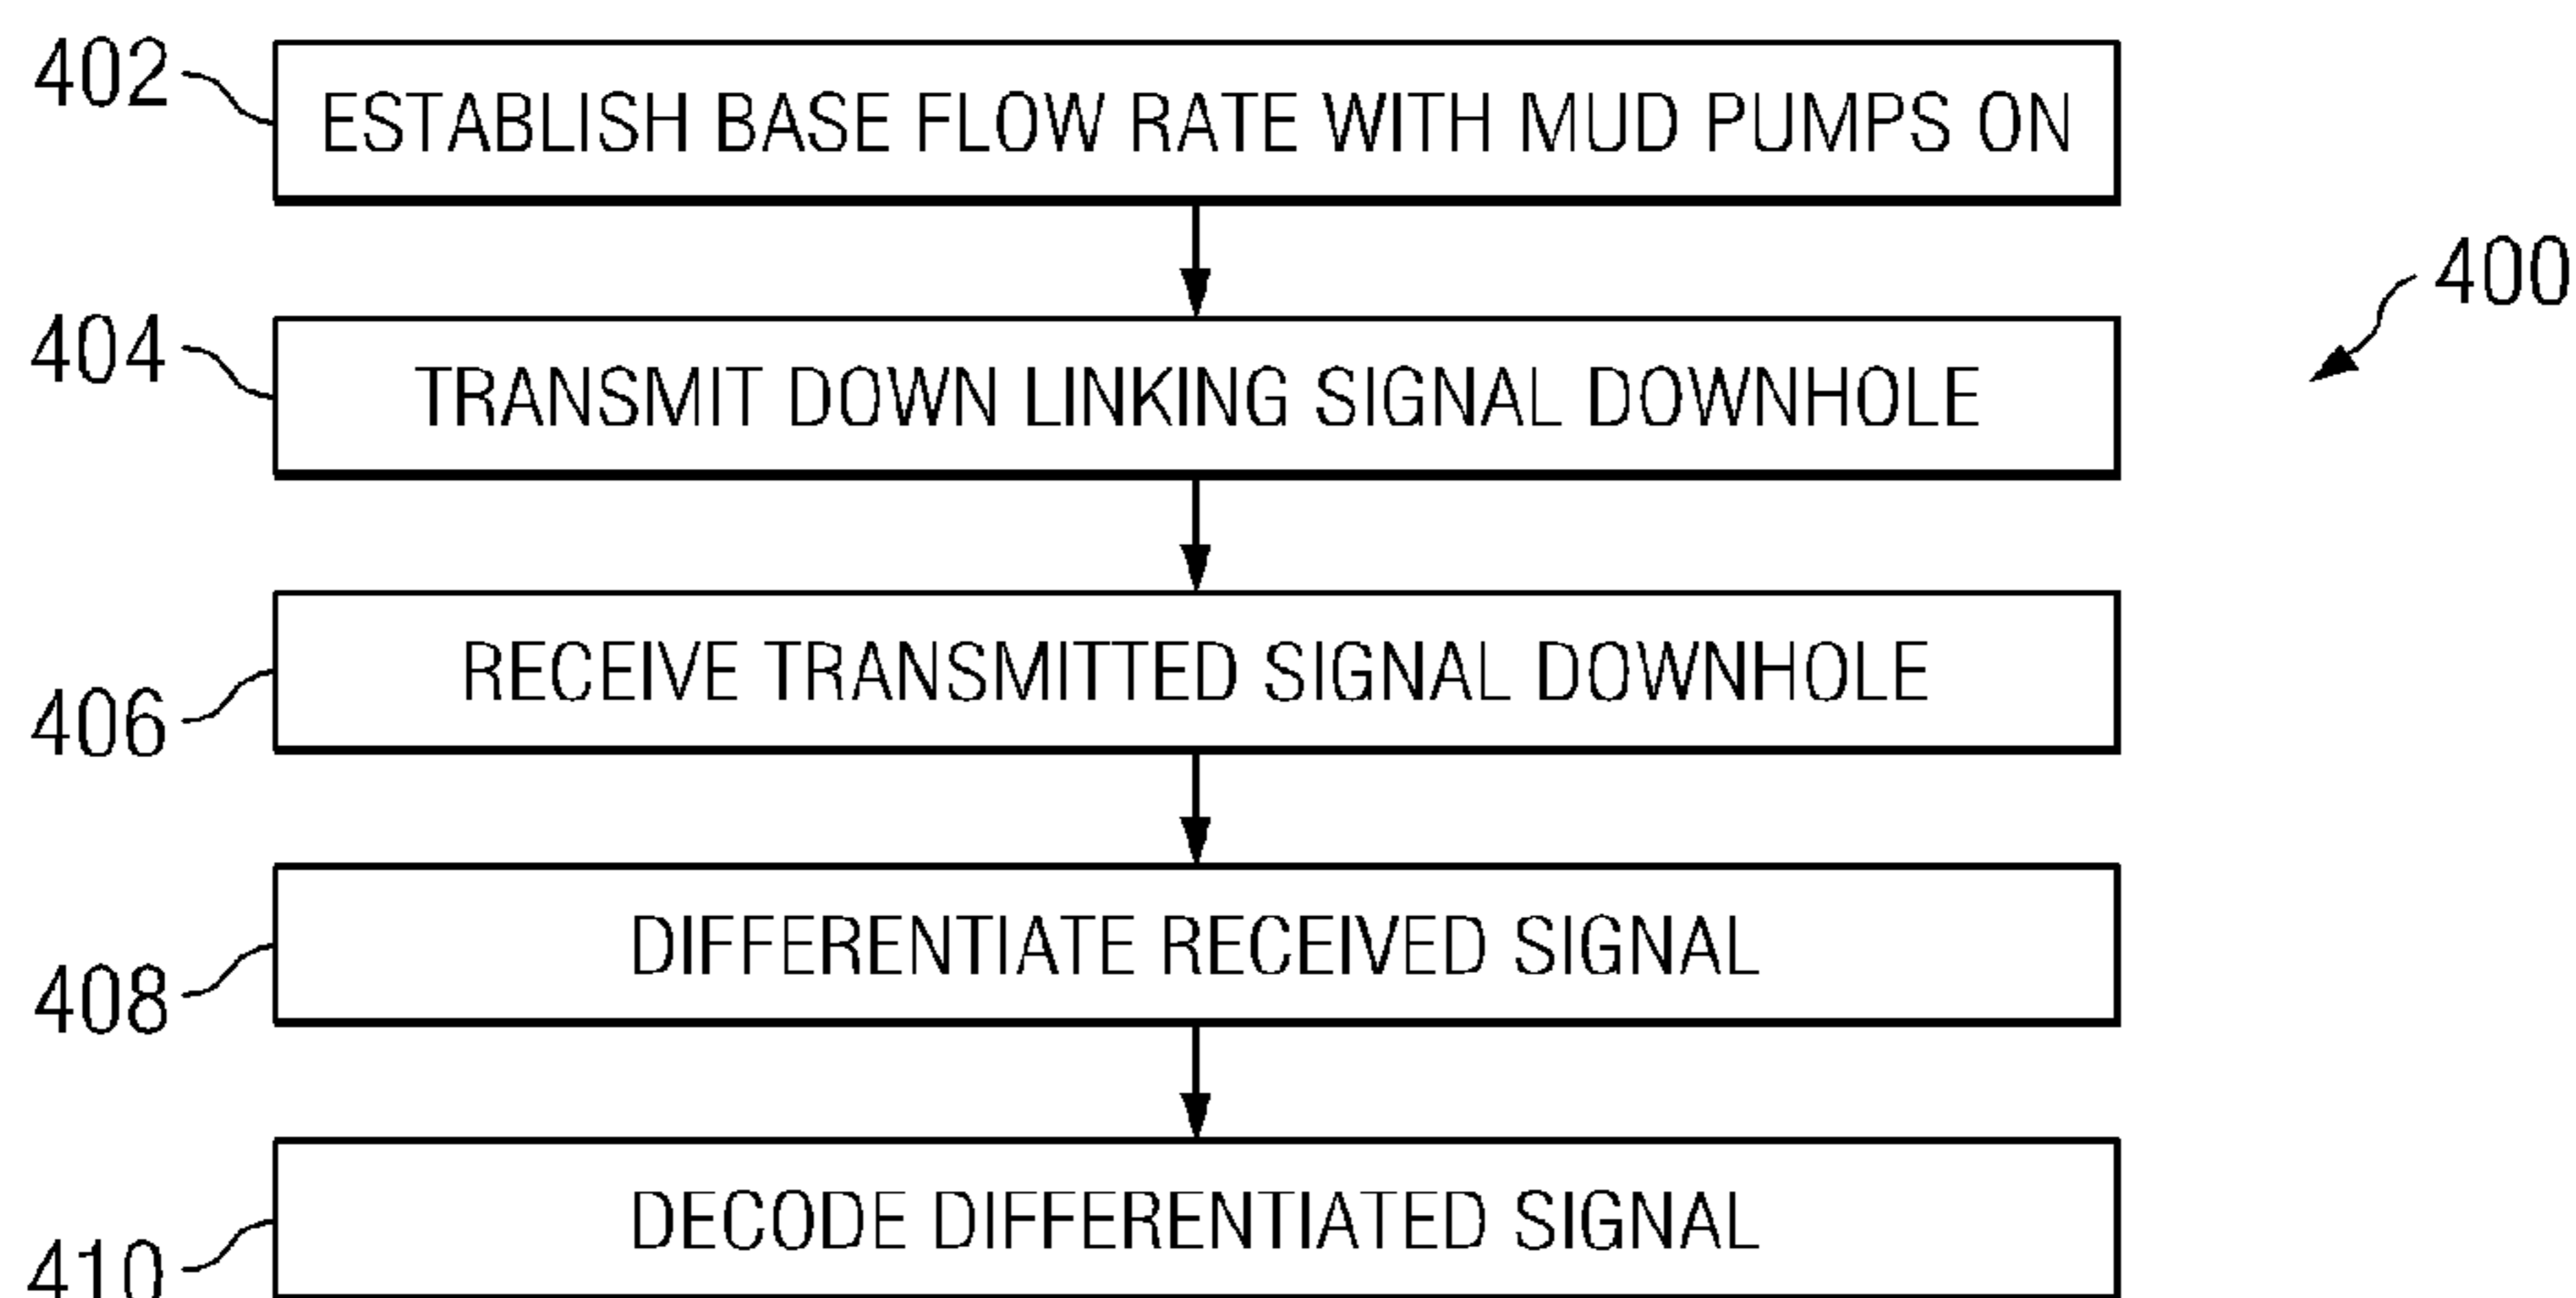 402
ESTABLISH BASE FLOW RATE WITH MUD PUMPS ON
400
404
TRANSMIT DOWN LINKING SIGNAL DOWNHOLE
406
RECEIVE TRANSMITTED SIGNAL DOWNHOLE
408
DIFFERENTIATE RECEIVED SIGNAL
410
DECODE DIFFERENTIATED SIGNAL